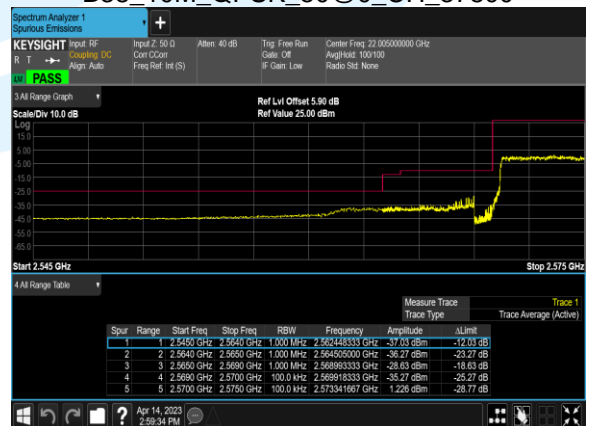 Spectrum Analyzer 1
Spurious Emissions
KEYSIGHT
R T
PASS
Input: RF
Coupling: DC
Align: Auto
Input Z: 50 Ω
Corr CCorr
Freq Ref: Int (S)
Atten: 40 dB
Trig: Free Run
Gate: Off
IF Gain: Low
Center Freq: 22.005000000 GHz
Avg|Hold: 100/100
Radio Std: None
3 All Range Graph
Scale/Div 10.0 dB
Ref Lvl Offset 5.90 dB
Ref Value 25.00 dBm
Log
15.0
5.00
-5.00
-15.0
-25.0
-35.0
-45.0
-55.0
-65.0
Start 2.545 GHz Stop 2.575 GHz
4 All Range Table
Measure Trace Trace 1
Trace Type Trace Average (Active)
Spur Range Start Freq Stop Freq RBW Frequency Amplitude ΔLimit
1 1 2.5450 GHz 2.5640 GHz 1.000 MHz 2.562448333 GHz -37.03 dBm -12.03 dB
2 2 2.5640 GHz 2.5650 GHz 1.000 MHz 2.564505000 GHz -36.27 dBm -23.27 dB
3 3 2.5650 GHz 2.5690 GHz 1.000 MHz 2.568993333 GHz -28.63 dBm -18.63 dB
4 4 2.5690 GHz 2.5700 GHz 100.0 kHz 2.569918333 GHz -35.27 dBm -25.27 dB
5 5 2.5700 GHz 2.5750 GHz 100.0 kHz 2.573341667 GHz 1.226 dBm -28.77 dB
Apr 14, 2023
2:59:34 PM